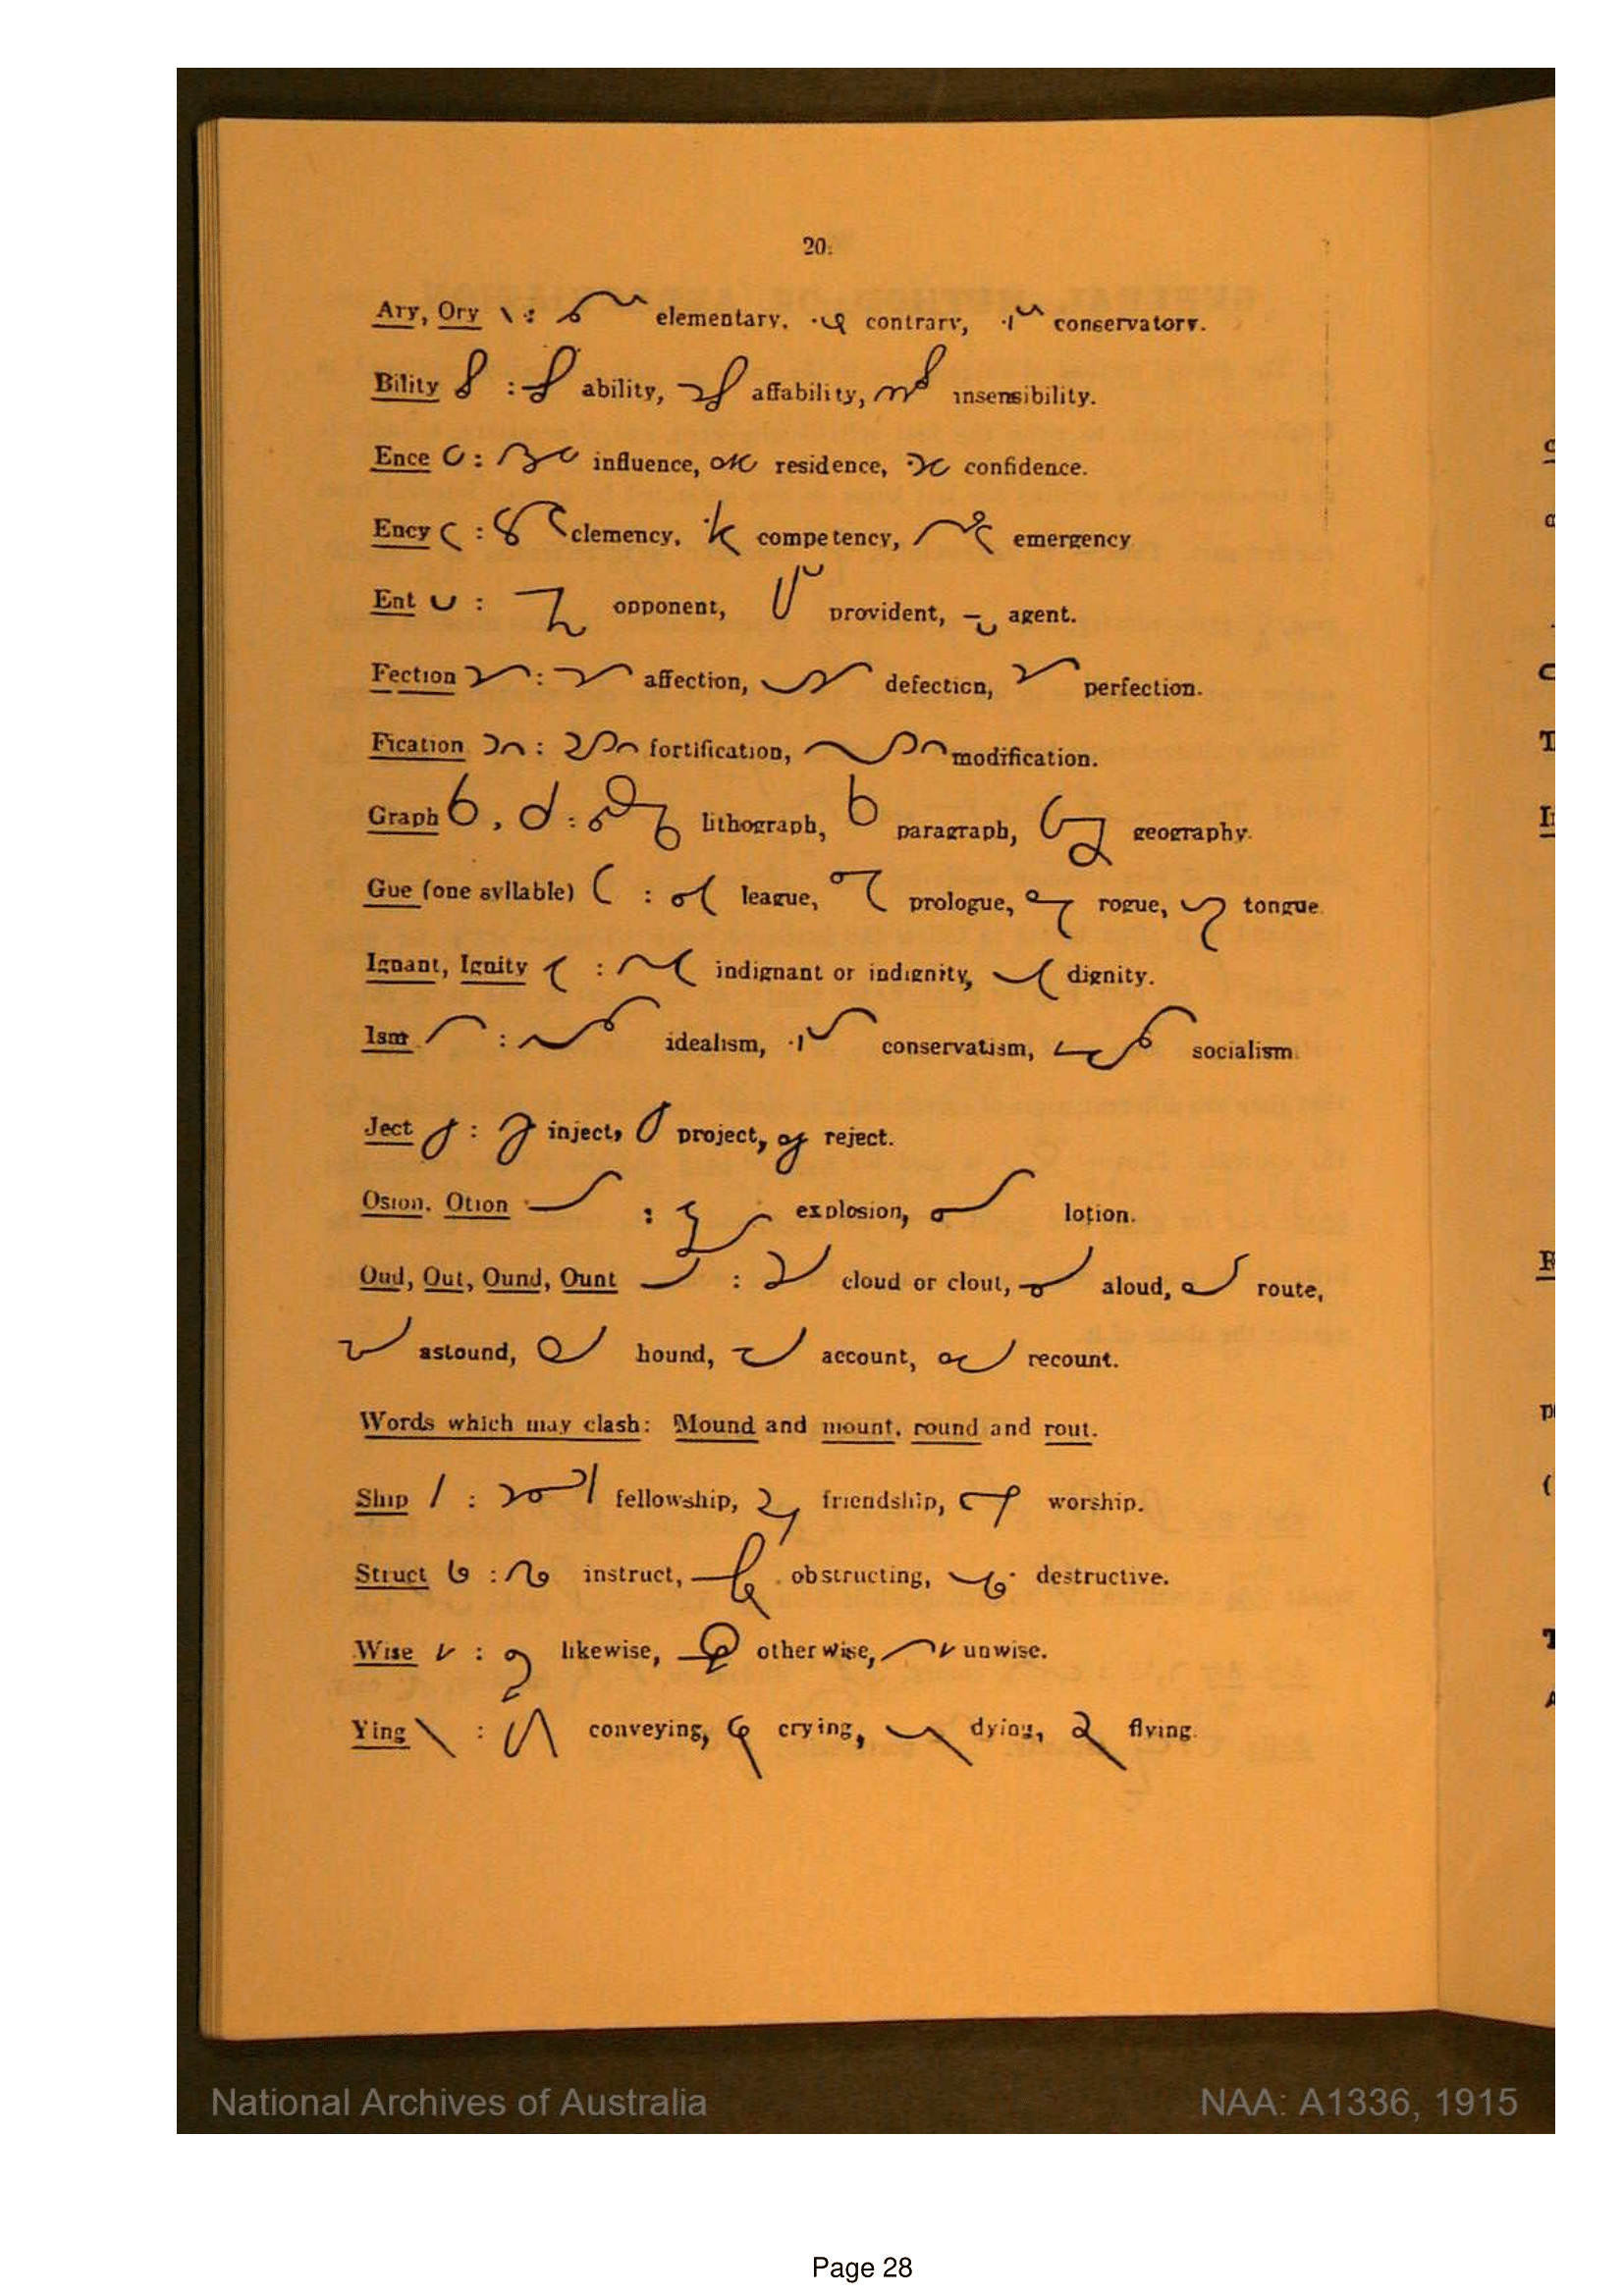 20.
Ary, Ory : elementary, contrary, conservatory.
Bility : ability, affability, insensibility.
Ence : influence, residence, confidence.
Ency : clemency, competency, emergency
Ent : opponent, provident, agent.
Fection : affection, defection, perfection.
Fication : fortification, modification.
Graph , : lithograph, paragraph, geography.
Gue (one syllable) : league, prologue, rogue, tongue.
Ignant, Ignity : indignant or indignity, dignity.
Ism : idealism, conservatism, socialism.
Ject : inject, project, reject.
Osion, Otion : explosion, lotion.
Oud, Out, Ound, Ount : cloud or clout, aloud, route,
astound, hound, account, recount.
Words which may clash: Mound and mount, round and rout.
Ship : fellowship, friendship, worship.
Struct : instruct, obstructing, destructive.
Wise : likewise, otherwise, unwise.
Ying : conveying, crying, dying, flying.
National Archives of Australia
NAA: A1336, 1915
Page 28